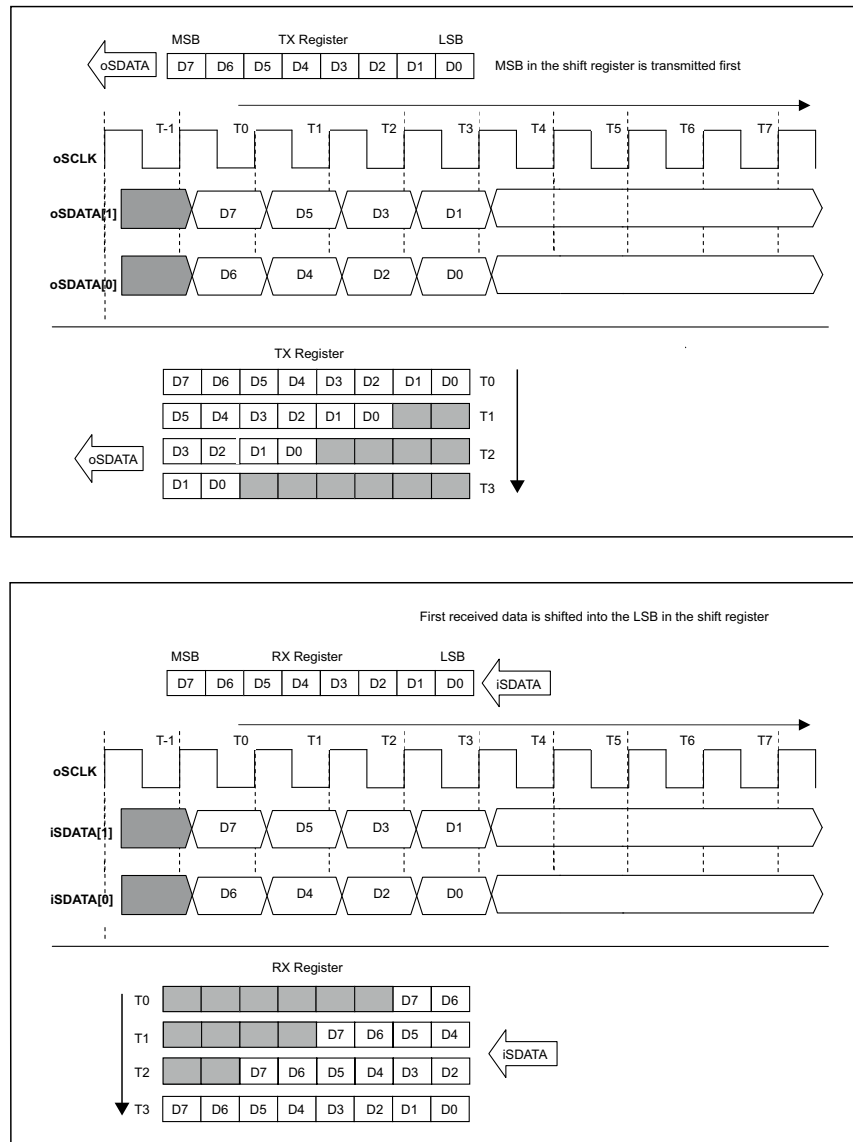 MSB TX Register LSB
oSDATA D7 D6 D5 D4 D3 D2 D1 D0 MSB in the shift register is transmitted first
T-1 T0 T1 T2 T3 T4 T5 T6 T7
oSCLK
oSDATA[1] D7 D5 D3 D1
oSDATA[0] D6 D4 D2 D0
TX Register
D7 D6 D5 D4 D3 D2 D1 D0 T0
D5 D4 D3 D2 D1 D0 T1
oSDATA D3 D2 D1 D0 T2
D1 D0 T3
First received data is shifted into the LSB in the shift register
MSB RX Register LSB
D7 D6 D5 D4 D3 D2 D1 D0 iSDATA
T-1 T0 T1 T2 T3 T4 T5 T6 T7
oSCLK
iSDATA[1] D7 D5 D3 D1
iSDATA[0] D6 D4 D2 D0
RX Register
T0 D7 D6
T1 D7 D6 D5 D4 iSDATA
T2 D7 D6 D5 D4 D3 D2
T3 D7 D6 D5 D4 D3 D2 D1 D0